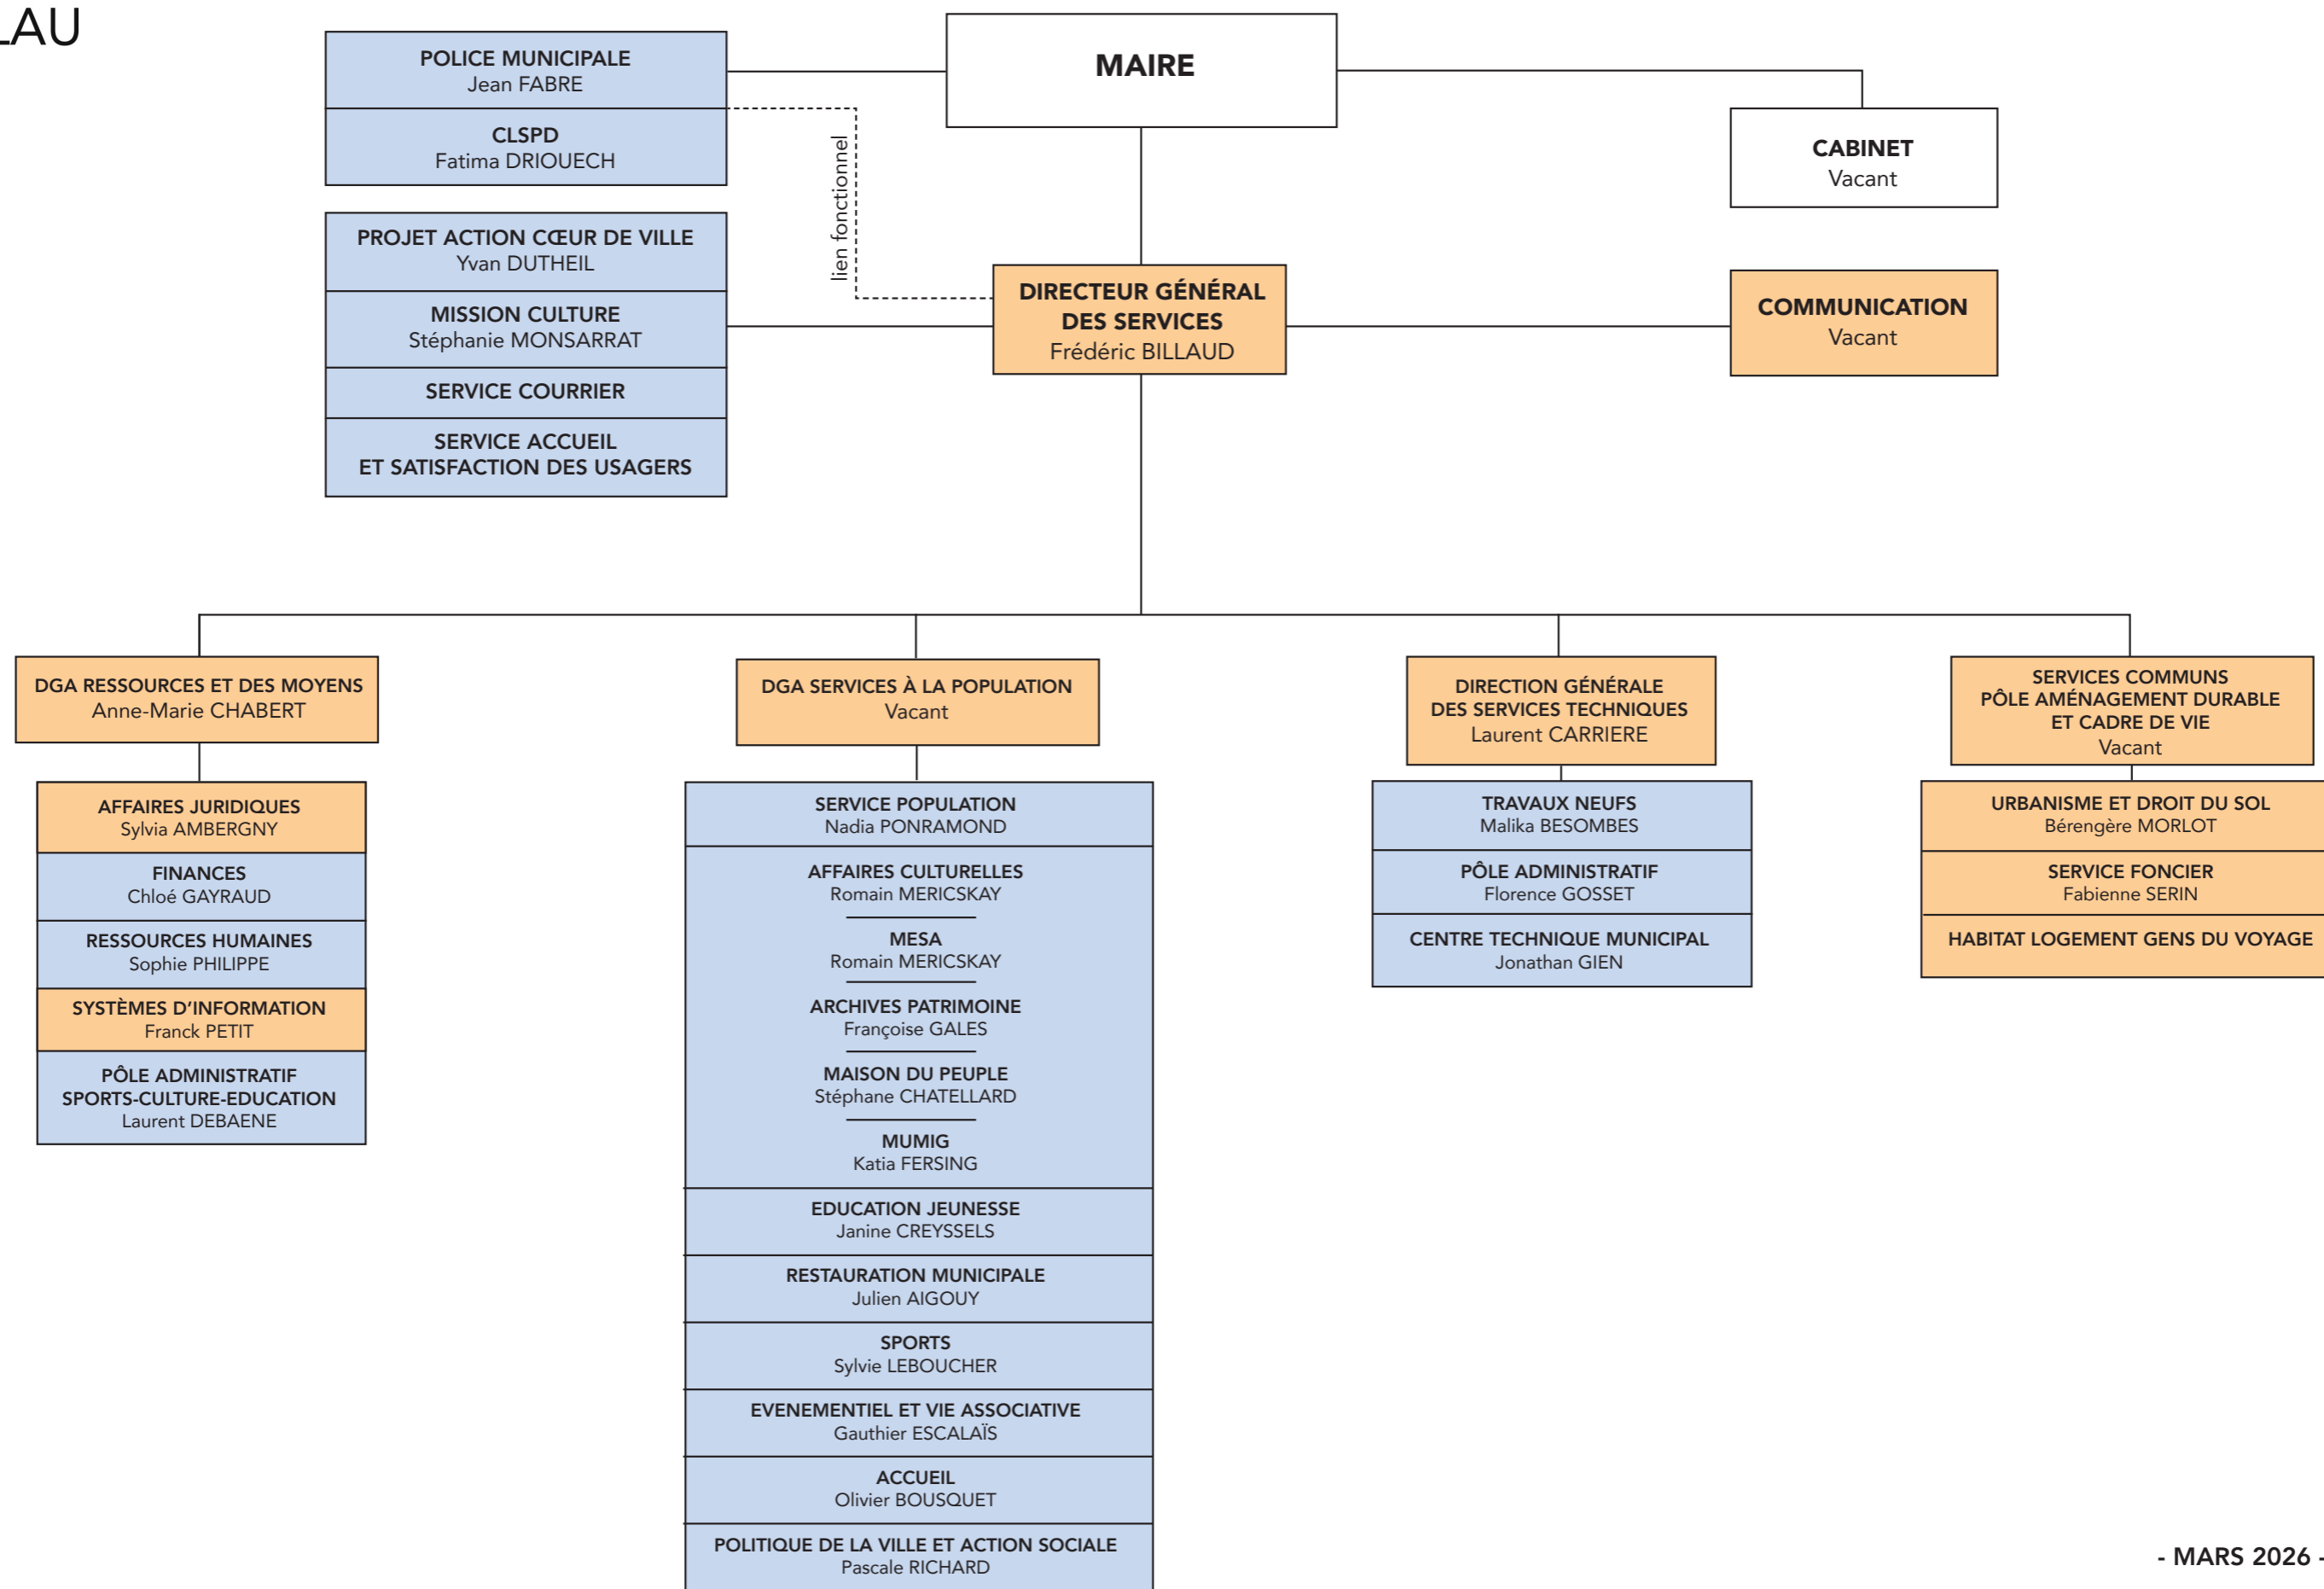 LAU
POLICE MUNICIPALE
Jean FABRE
CLSPD
Fatima DRIOUECH
MAIRE
CABINET
Vacant
lien fonctionnel
PROJET ACTION CŒUR DE VILLE
Yvan DUTHEIL
MISSION CULTURE
Stéphanie MONSARRAT
SERVICE COURRIER
SERVICE ACCUEIL
ET SATISFACTION DES USAGERS
DIRECTEUR GÉNÉRAL
DES SERVICES
Frédéric BILLAUD
COMMUNICATION
Vacant
DGA RESSOURCES ET DES MOYENS
Anne-Marie CHABERT
AFFAIRES JURIDIQUES
Sylvia AMBERGNY
FINANCES
Chloé GAYRAUD
RESSOURCES HUMAINES
Sophie PHILIPPE
SYSTÈMES D’INFORMATION
Franck PETIT
PÔLE ADMINISTRATIF
SPORTS-CULTURE-EDUCATION
Laurent DEBAENE
DGA SERVICES À LA POPULATION
Vacant
SERVICE POPULATION
Nadia PONRAMOND
AFFAIRES CULTURELLES
Romain MERICSKAY
MESA
Romain MERICSKAY
ARCHIVES PATRIMOINE
Françoise GALES
MAISON DU PEUPLE
Stéphane CHATELLARD
MUMIG
Katia FERSING
EDUCATION JEUNESSE
Janine CREYSSELS
RESTAURATION MUNICIPALE
Julien AIGOUY
SPORTS
Sylvie LEBOUCHER
EVENEMENTIEL ET VIE ASSOCIATIVE
Gauthier ESCALAÏS
ACCUEIL
Olivier BOUSQUET
POLITIQUE DE LA VILLE ET ACTION SOCIALE
Pascale RICHARD
DIRECTION GÉNÉRALE
DES SERVICES TECHNIQUES
Laurent CARRIERE
TRAVAUX NEUFS
Malika BESOMBES
PÔLE ADMINISTRATIF
Florence GOSSET
CENTRE TECHNIQUE MUNICIPAL
Jonathan GIEN
SERVICES COMMUNS
PÔLE AMÉNAGEMENT DURABLE
ET CADRE DE VIE
Vacant
URBANISME ET DROIT DU SOL
Bérengère MORLOT
SERVICE FONCIER
Fabienne SERIN
HABITAT LOGEMENT GENS DU VOYAGE
- MARS 2026 -